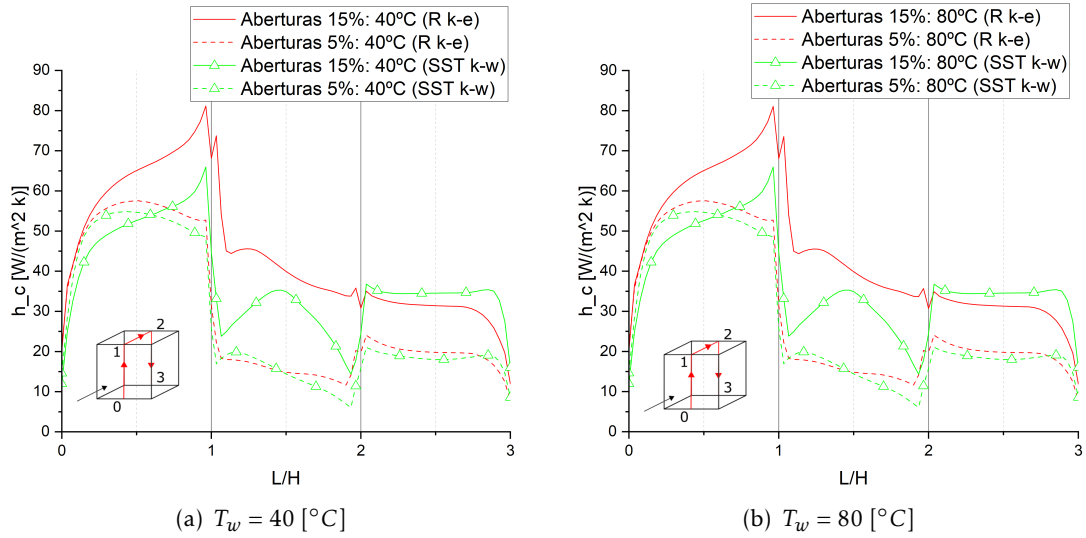 Aberturas 15%: 40ºC (R k-e)
Aberturas 5%: 40ºC (R k-e)
Aberturas 15%: 40ºC (SST k-w)
Aberturas 5%: 40ºC (SST k-w)
90
80
70
60
50
40
30
20
10
0
h_c [W/(m^2 k)]
2
1
3
0
0
1
2
3
L/H
(a) T_w = 40 [°C]
Aberturas 15%: 80ºC (R k-e)
Aberturas 5%: 80ºC (R k-e)
Aberturas 15%: 80ºC (SST k-w)
Aberturas 5%: 80ºC (SST k-w)
90
80
70
60
50
40
30
20
10
0
h_c [W/(m^2 k)]
2
1
3
0
0
1
2
3
L/H
(b) T_w = 80 [°C]